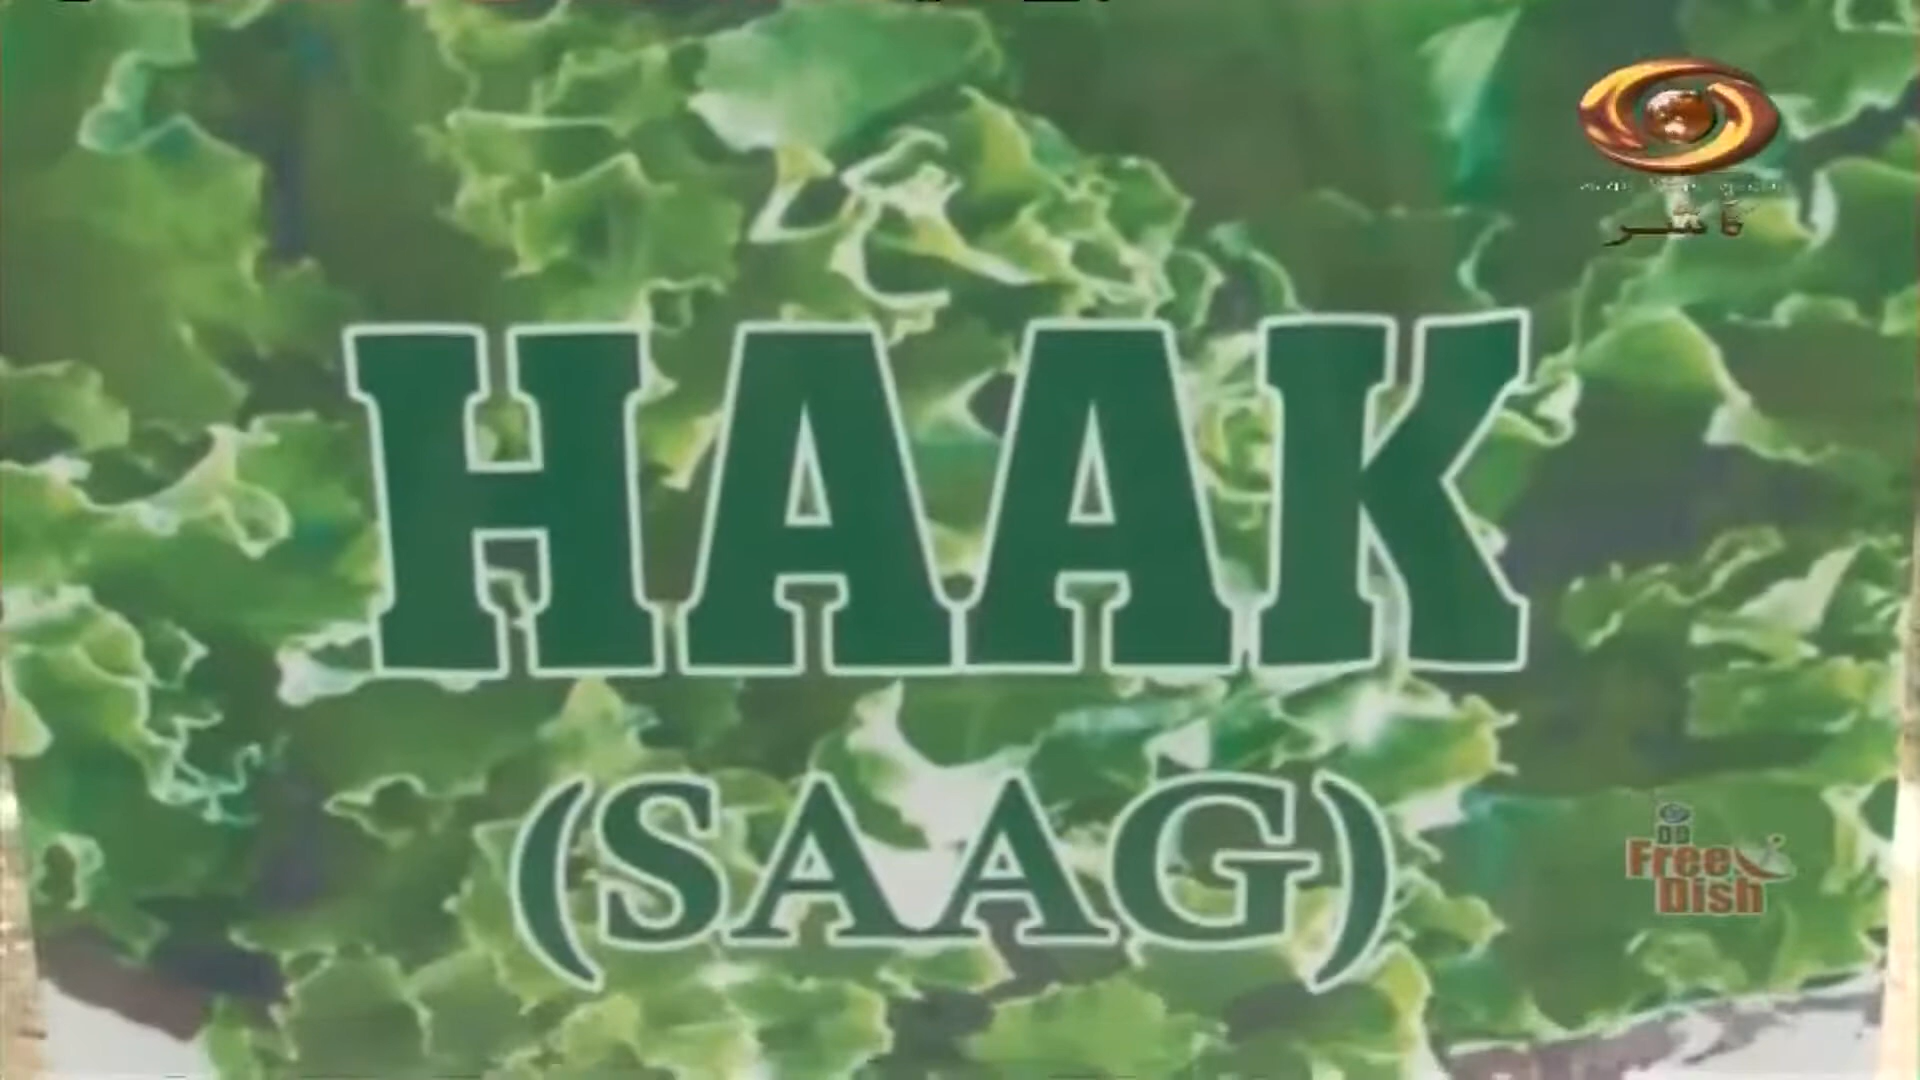 کاشر
HAAK
(SAAG)
DD
Free
Dish